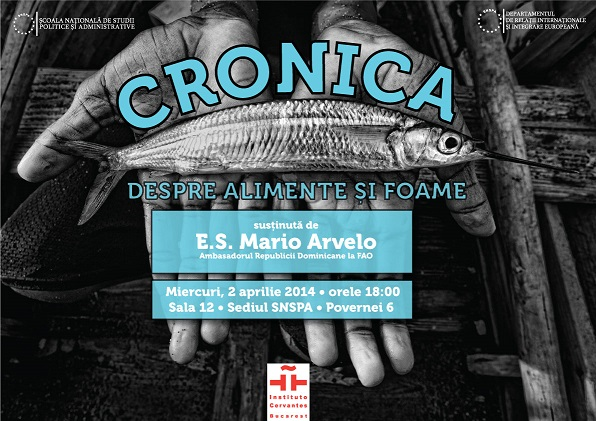 ȘCOALA NAȚIONALĂ DE STUDII
POLITICE ȘI ADMINISTRATIVE
DEPARTAMENTUL
DE RELAȚII INTERNAȚIONALE
ȘI INTEGRARE EUROPEANĂ
CRONICA
DESPRE ALIMENTE ȘI FOAME
susținută de
E.S. Mario Arvelo
Ambasadorul Republicii Dominicane la FAO
Miercuri, 2 aprilie 2014 • orele 18:00
Sala 12 • Sediul SNSPA • Povernei 6
Instituto
Cervantes
Bucarest